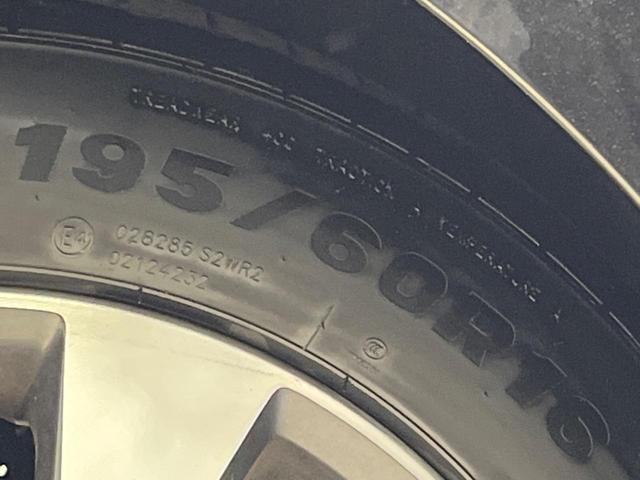 TREADWEAR 400 TRACTION A TEMPERATURE A
195/60R16
E4 028286 S2WR2
02124232